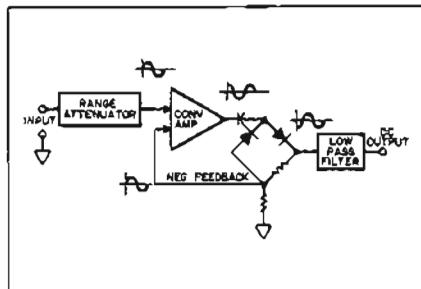 RANGE
ATTENUATOR
INPUT
CONV
AMP
NEG FEEDBACK
LOW
PASS
FILTER
DC
OUTPUT